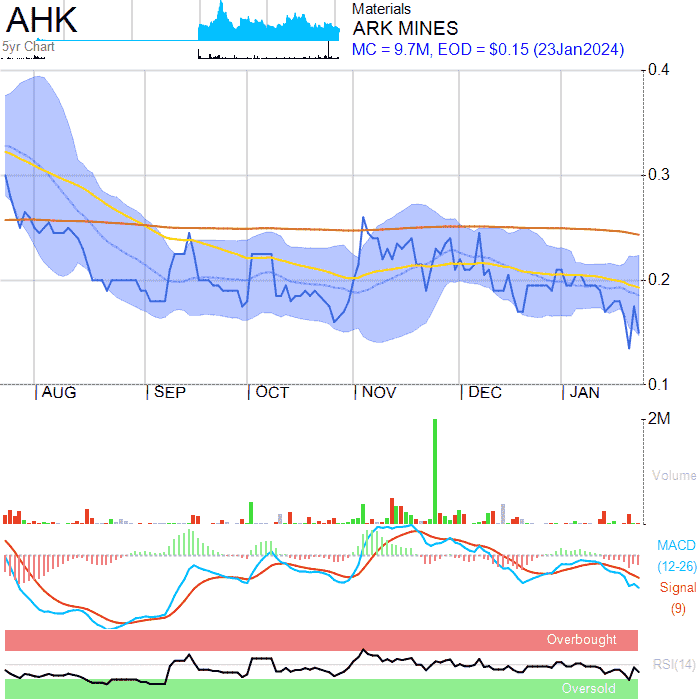 AHK
5yr Chart
Materials
ARK MINES
MC = 9.7M, EOD = $0.15 (23Jan2024)
0.4
0.3
0.2
0.1
AUG SEP OCT NOV DEC JAN
2M
Volume
MACD
(12-26)
Signal
(9)
Overbought
RSI(14)
Oversold